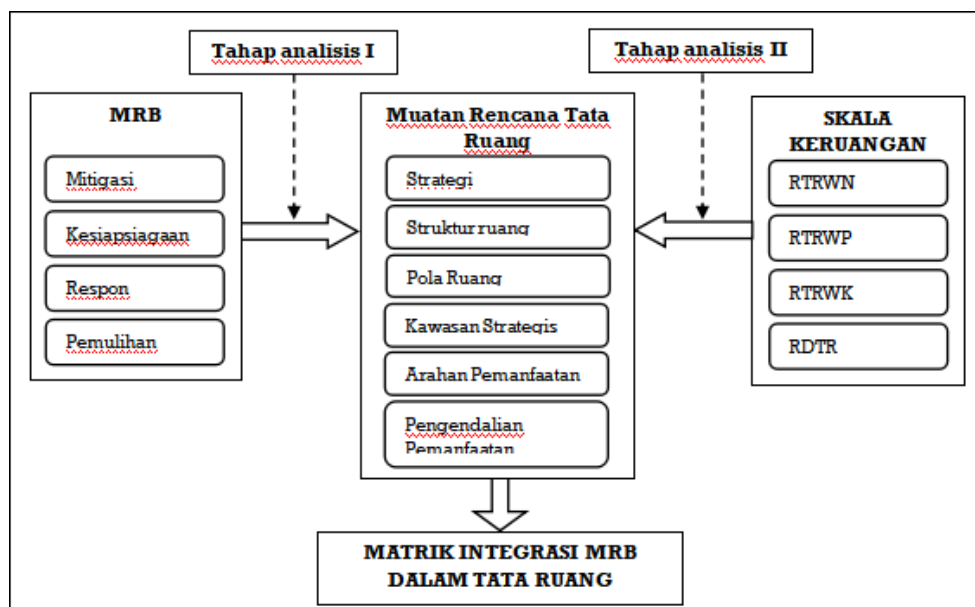 Tahap analisis I
Tahap analisis II
MRB
Mitigasi
Kesiapsiagaan
Respon
Pemulihan
Muatan Rencana Tata
Ruang
Strategi
Struktur ruang
Pola Ruang
Kawasan Strategis
Arahan Pemanfaatan
Pengendalian
Pemanfaatan
SKALA
KERUANGAN
RTRWN
RTRWP
RTRWK
RDTR
MATRIK INTEGRASI MRB
DALAM TATA RUANG